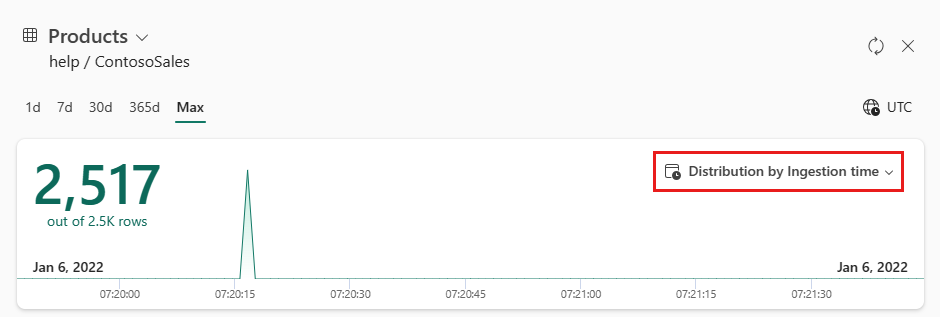 Products
help / ContosoSales
1d 7d 30d 365d Max UTC
2,517
out of 2.5K rows
Distribution by Ingestion time
Jan 6, 2022 Jan 6, 2022
07:20:00 07:20:15 07:20:30 07:20:45 07:21:00 07:21:15 07:21:30